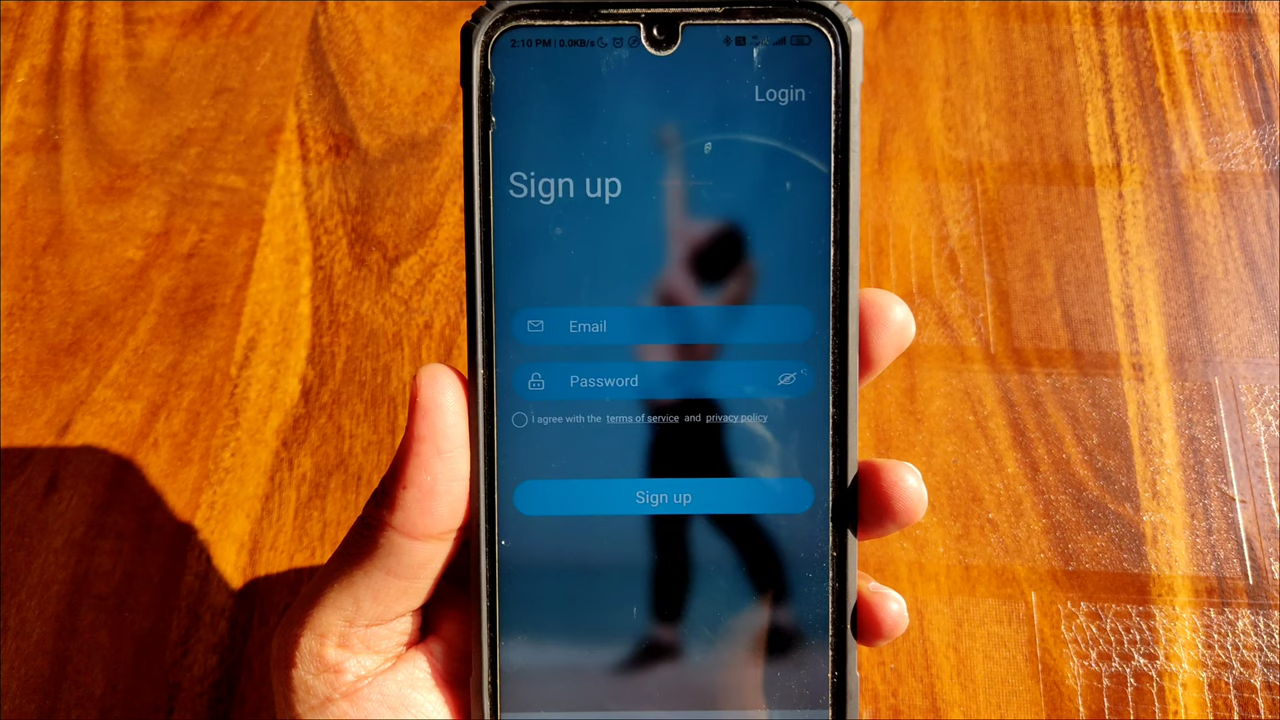 2:10 PM | 0.0KB/s
Login
Sign up
Email
Password
I agree with the terms of service and privacy policy
Sign up